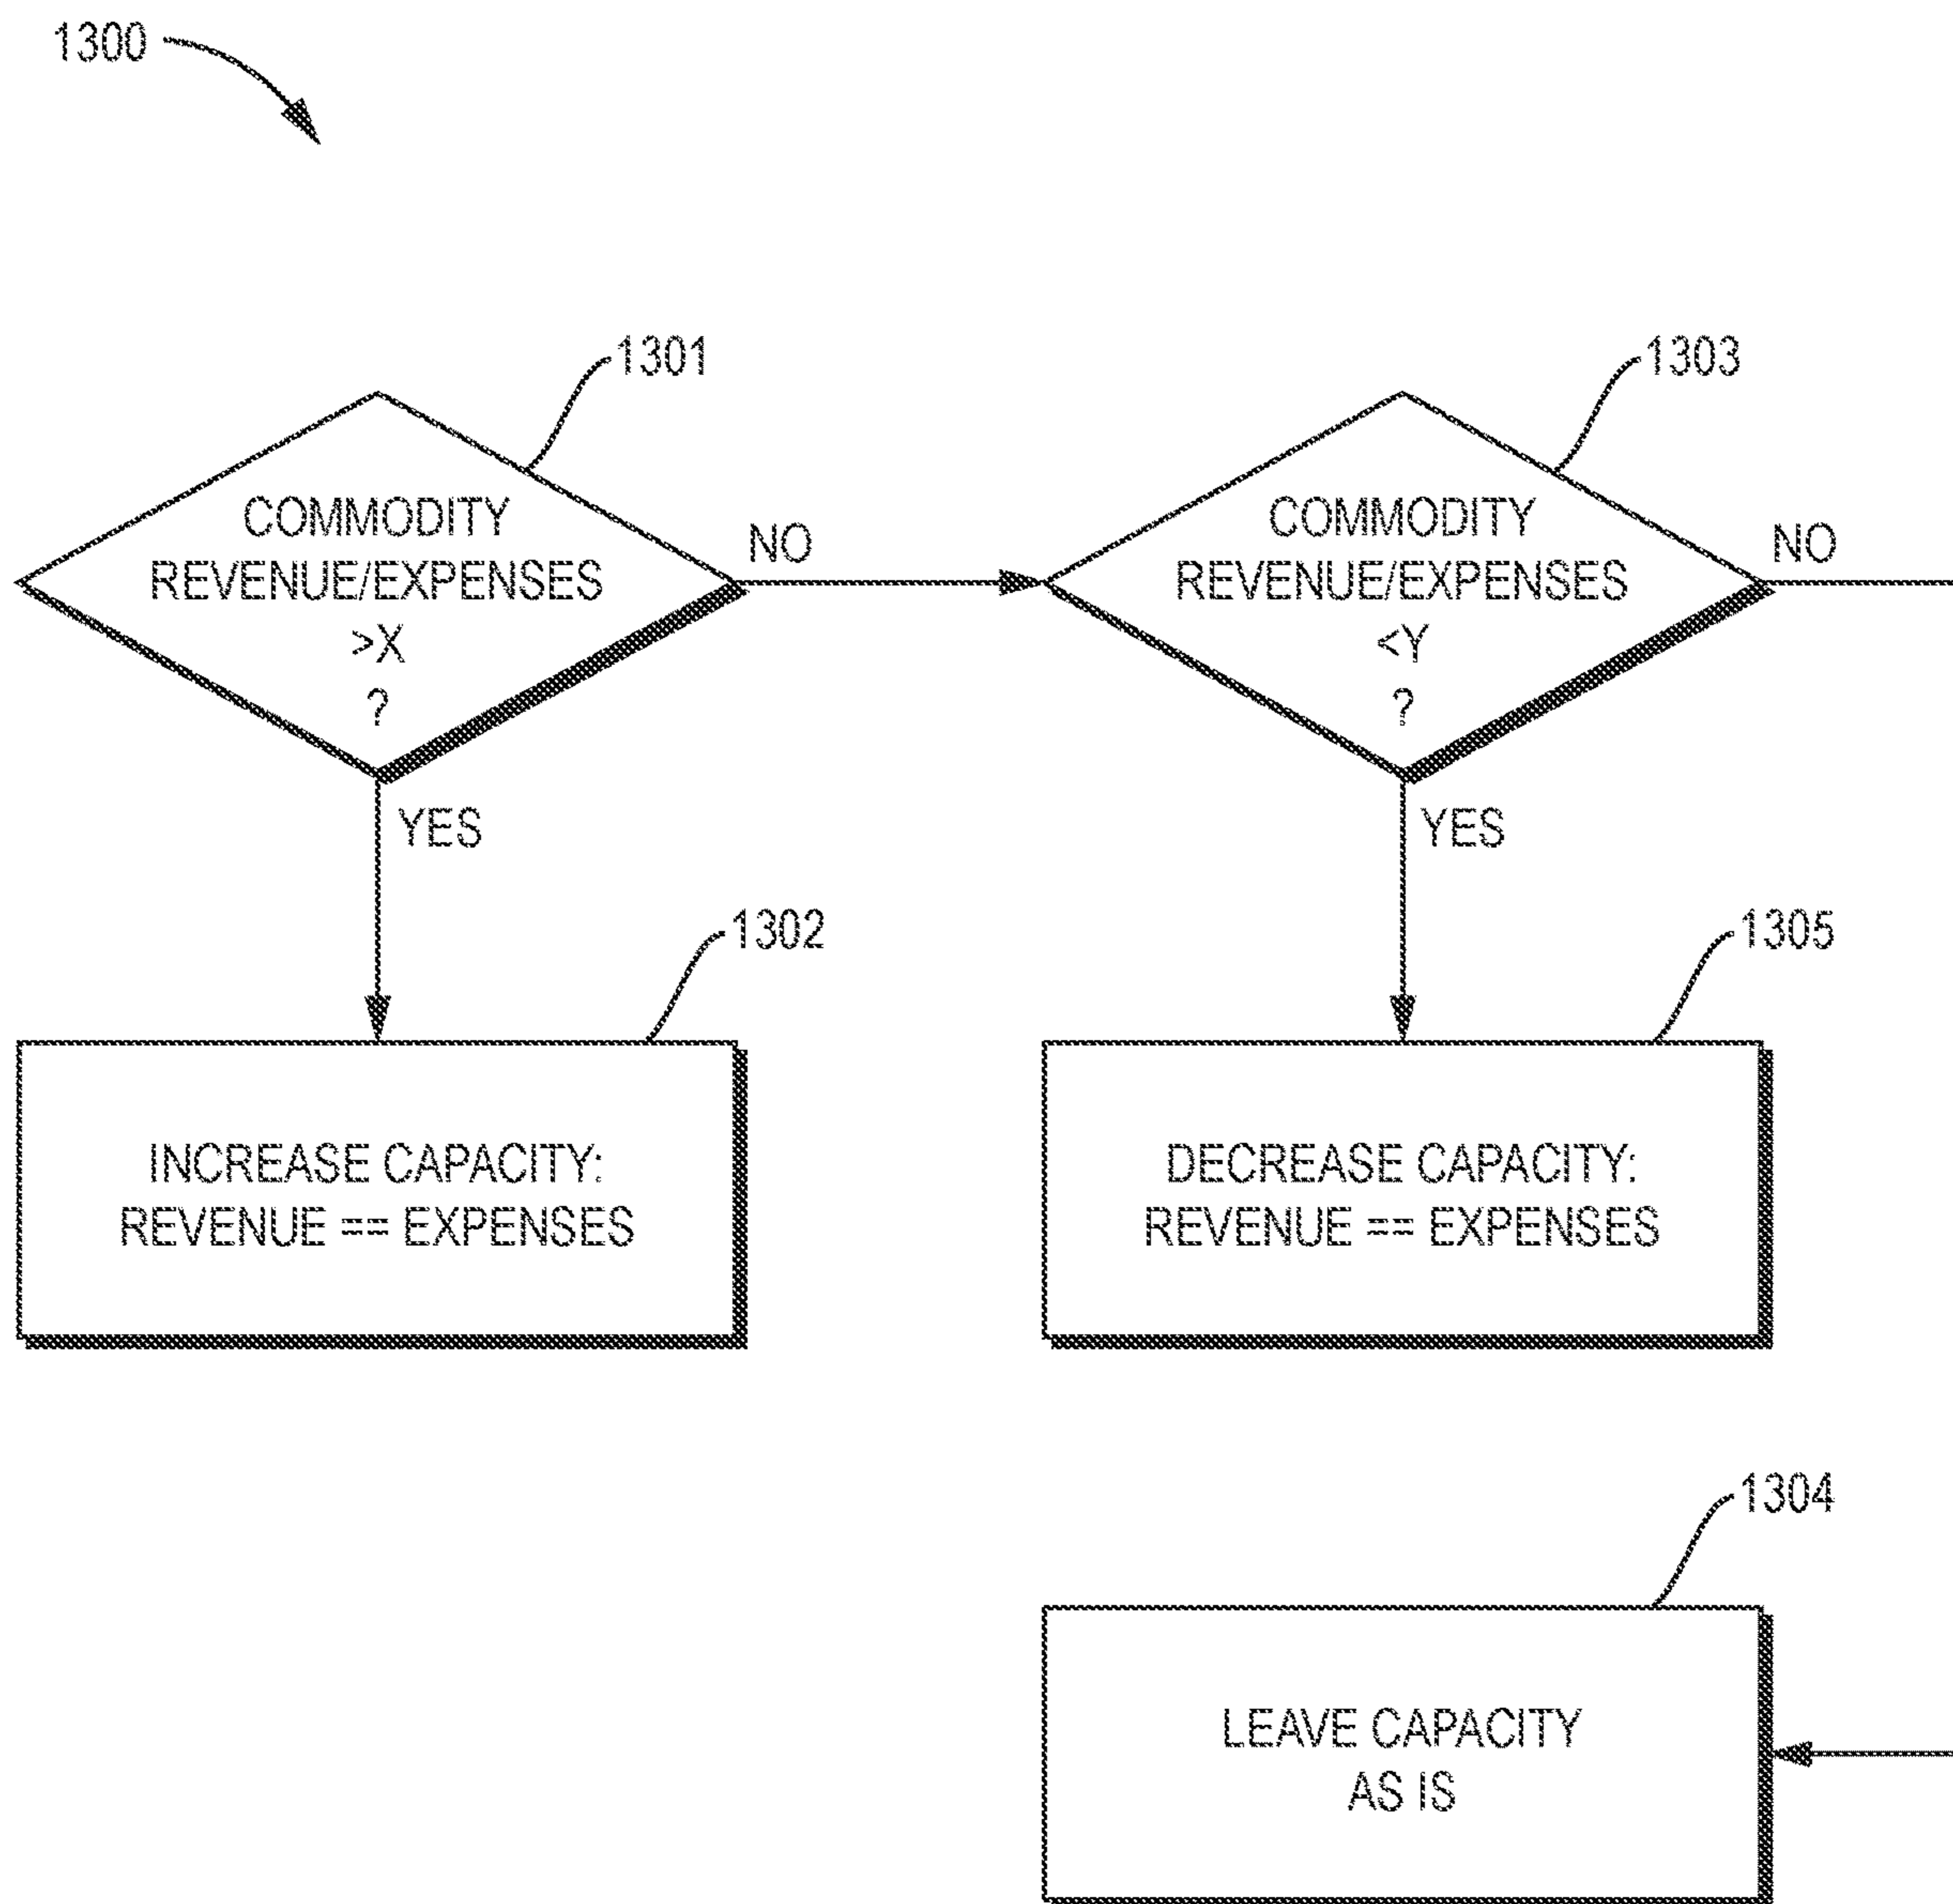 1300
1301
COMMODITY
REVENUE/EXPENSES
>X
?
NO
YES
1303
COMMODITY
REVENUE/EXPENSES
<Y
?
NO
YES
1302
INCREASE CAPACITY:
REVENUE == EXPENSES
1305
DECREASE CAPACITY:
REVENUE == EXPENSES
1304
LEAVE CAPACITY
AS IS